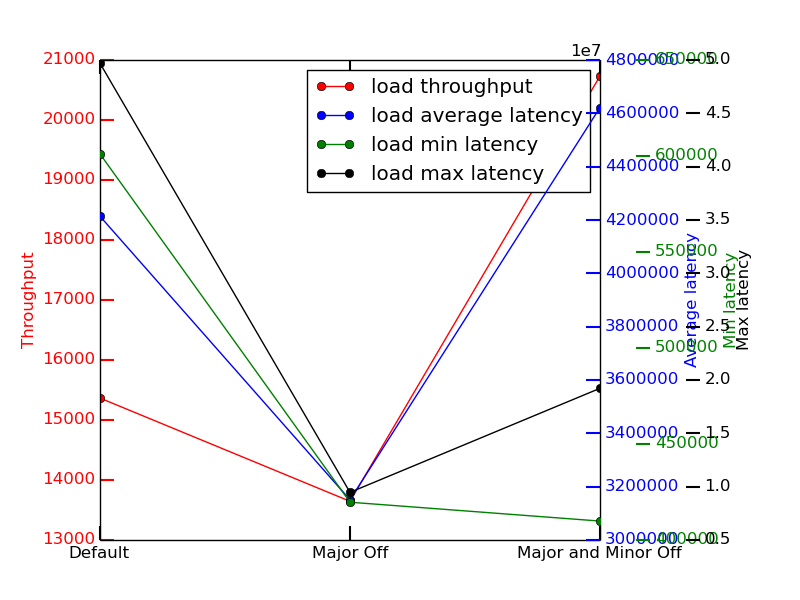 1e7
21000
20000
19000
18000
17000
16000
15000
14000
13000
Throughput
load throughput
load average latency
load min latency
load max latency
4800000
4600000
4400000
4200000
4000000
3800000
3600000
3400000
3200000
3000000
Average latency
650000
600000
550000
500000
450000
400000
Min latency
5.0
4.5
4.0
3.5
3.0
2.5
2.0
1.5
1.0
0.5
Max latency
Default
Major Off
Major and Minor Off